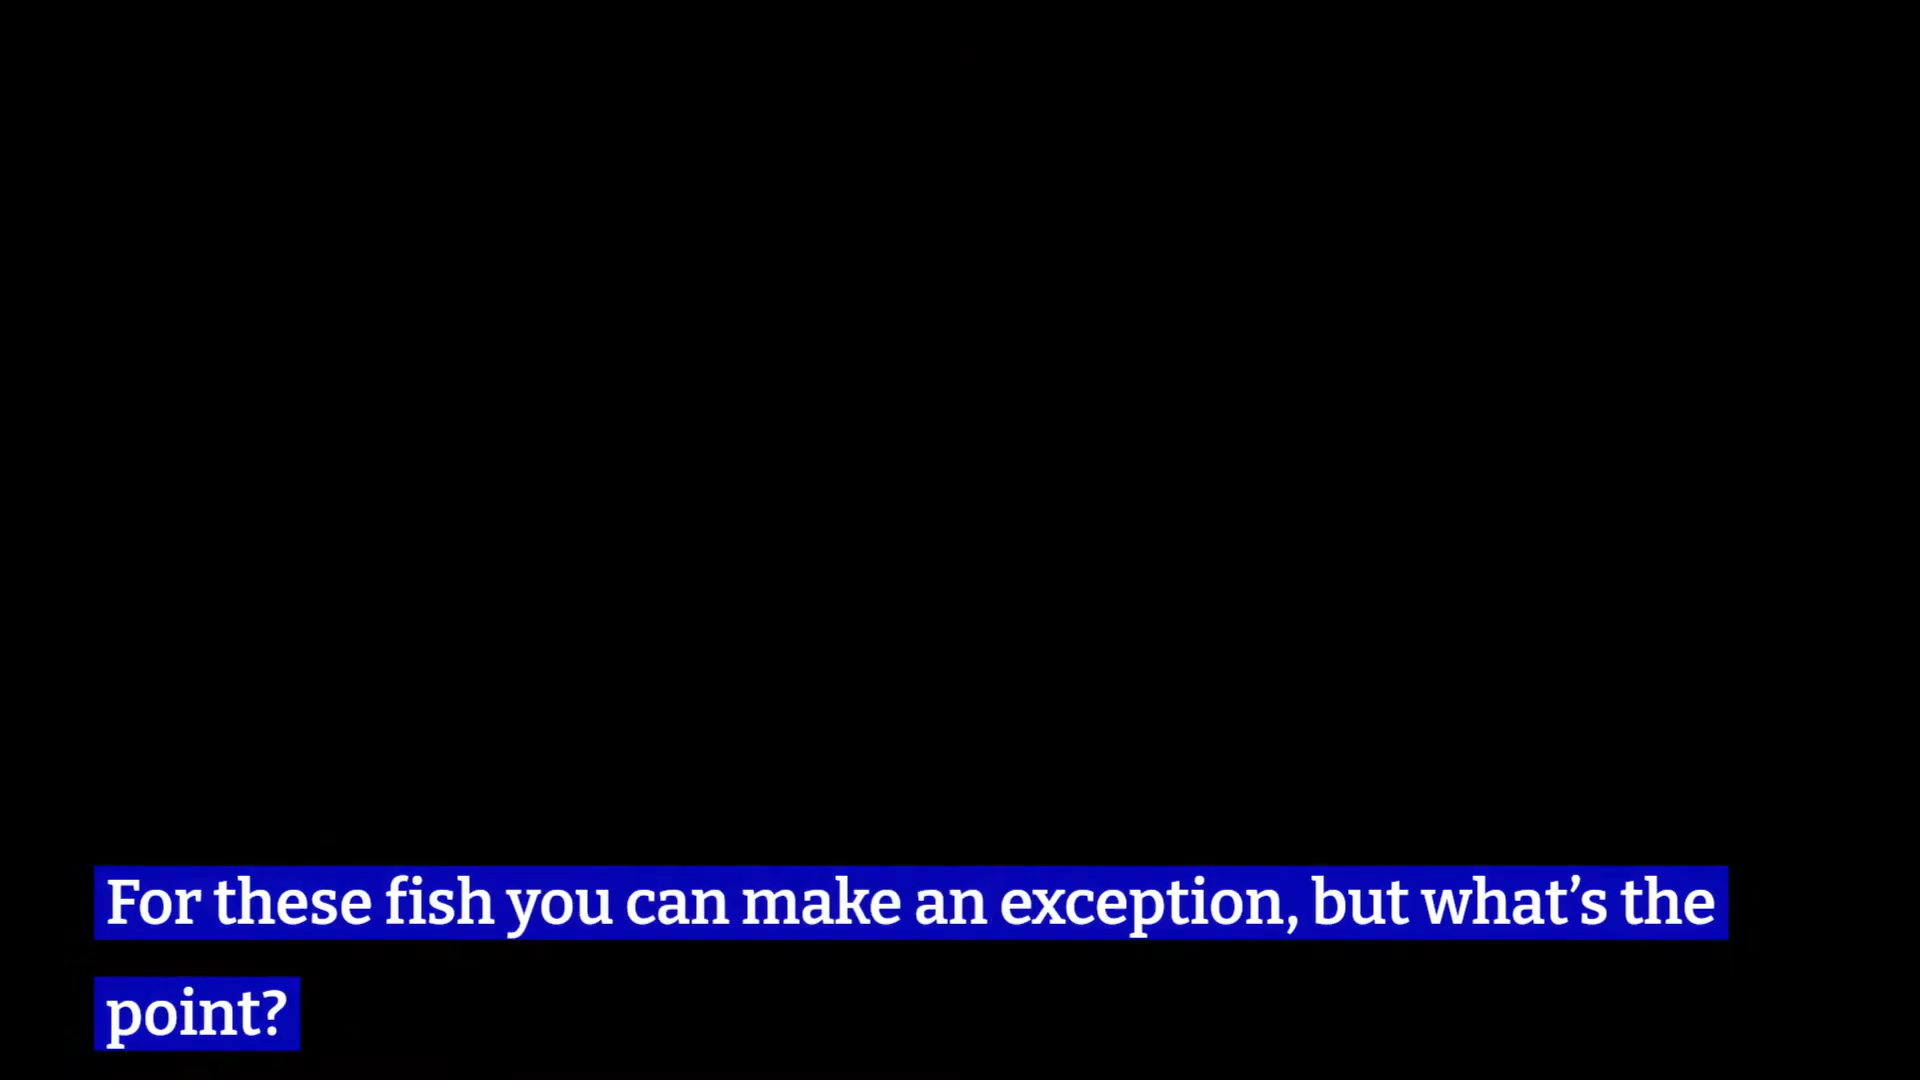 For these fish you can make an exception, but what’s the
point?